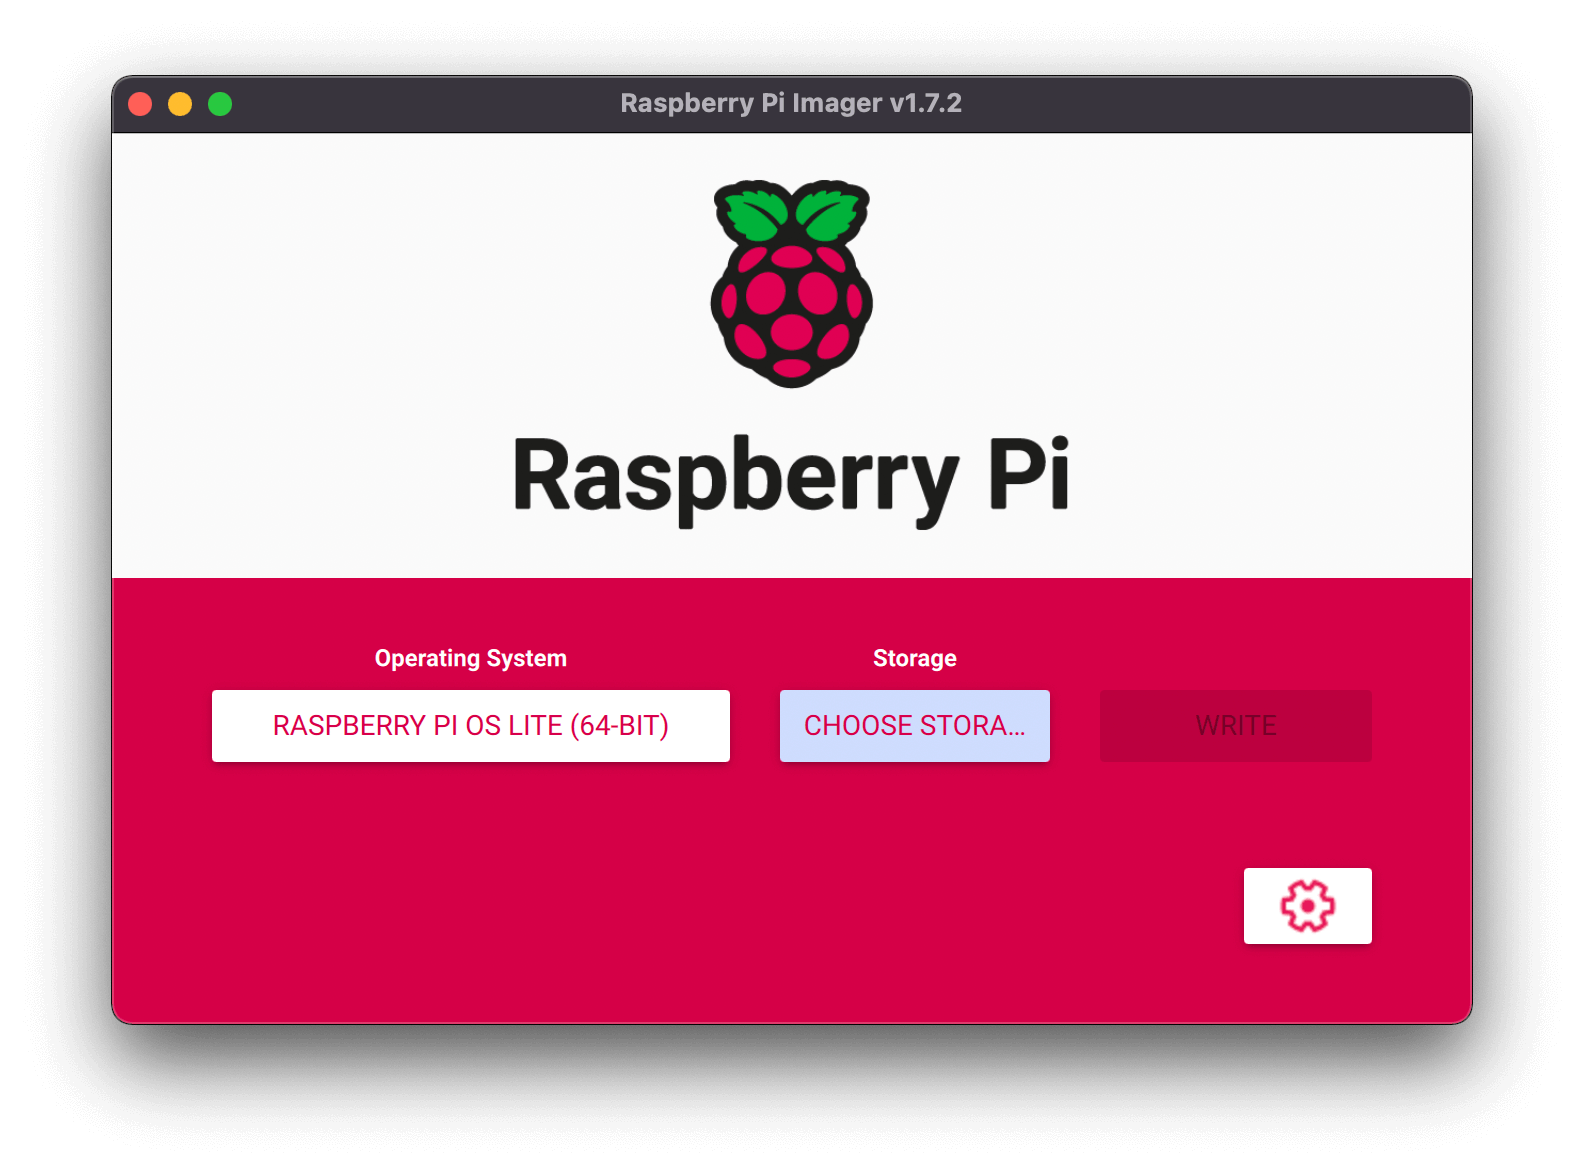 Raspberry Pi Imager v1.7.2
Raspberry Pi
Operating System
Storage
RASPBERRY PI OS LITE (64-BIT)
CHOOSE STORA...
WRITE